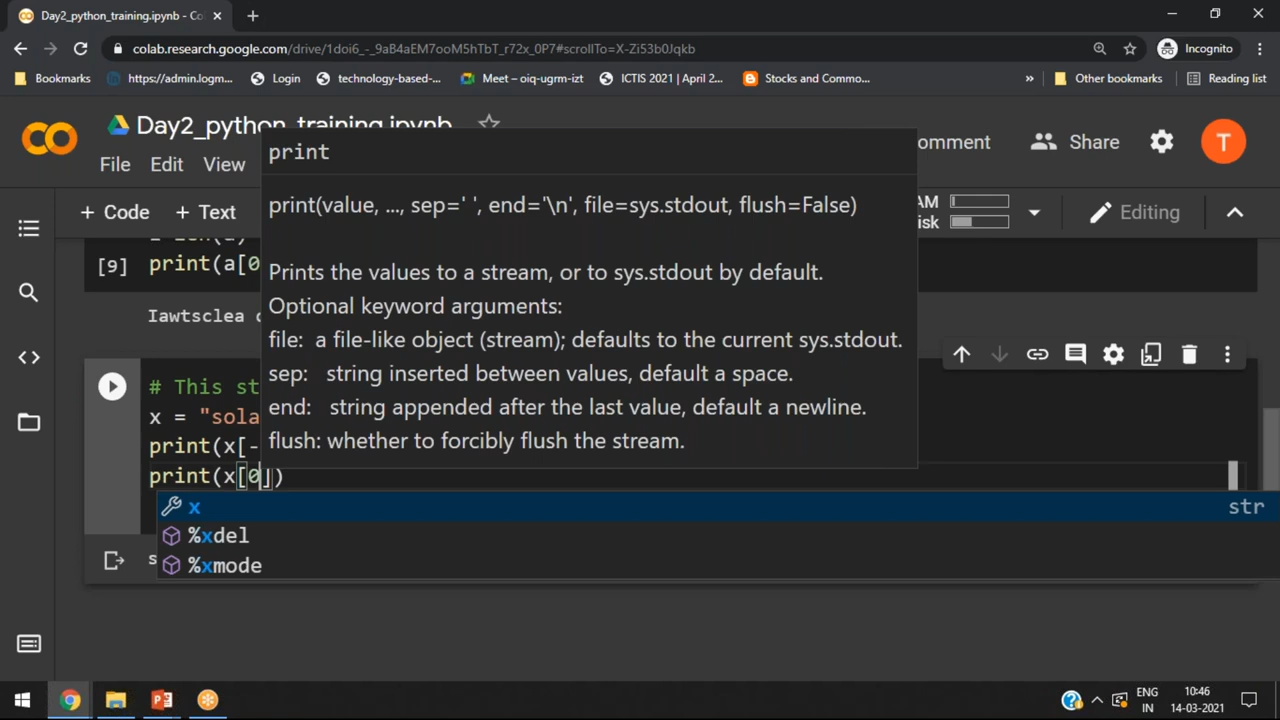 Day2_python_training.ipynb - Co
colab.research.google.com/drive/1doi6_-_9aB4aEM7ooM5hTbT_r72x_0P7#scrollTo=X-Zi53b0Jqkb
Incognito
Bookmarks
https://admin.logm...
Login
technology-based-...
Meet – oiq-ugrm-izt
ICTIS 2021 | April 2...
Stocks and Commo...
»
Other bookmarks
Reading list
Day2_python_training.ipynb
File Edit View
omment
Share
T
+ Code + Text
AM
isk
Editing
print
print(value, ..., sep=' ', end='\n', file=sys.stdout, flush=False)
Prints the values to a stream, or to sys.stdout by default.
Optional keyword arguments:
file: a file-like object (stream); defaults to the current sys.stdout.
sep: string inserted between values, default a space.
end: string appended after the last value, default a newline.
flush: whether to forcibly flush the stream.
[9] print(a[0
Iawtsclea
# This st
x = "sola
print(x[-
print(x[0])
x str
%xdel
%xmode
s
ENG
IN
10:46
14-03-2021